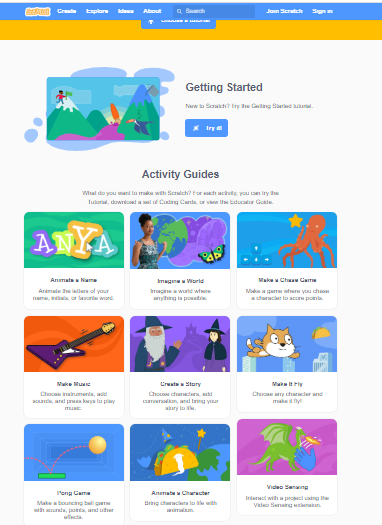 SCRATCH Create Explore Ideas About Search Join Scratch Sign in
Choose a tutorial
Getting Started
New to Scratch? Try the Getting Started tutorial.
Try it!
Activity Guides
What do you want to make with Scratch? For each activity, you can try the
Tutorial, download a set of Coding Cards, or view the Educator Guide.
ANYA
Animate a Name
Animate the letters of
your name, initials, or favorite word.
Imagine a World
Imagine a world where
anything is possible.
Make a Chase Game
Make a game where you chase
a character to score points.
Make Music
Choose instruments, add
sounds, and press keys to play
music.
Create a Story
Choose characters, add
conversation, and bring your
story to life.
Make It Fly
Choose any character and
make it fly!
Pong Game
Make a bouncing ball game
with sounds, points, and other
effects.
Animate a Character
Bring characters to life with
animation.
Video Sensing
Interact with a project using the
Video Sensing extension.